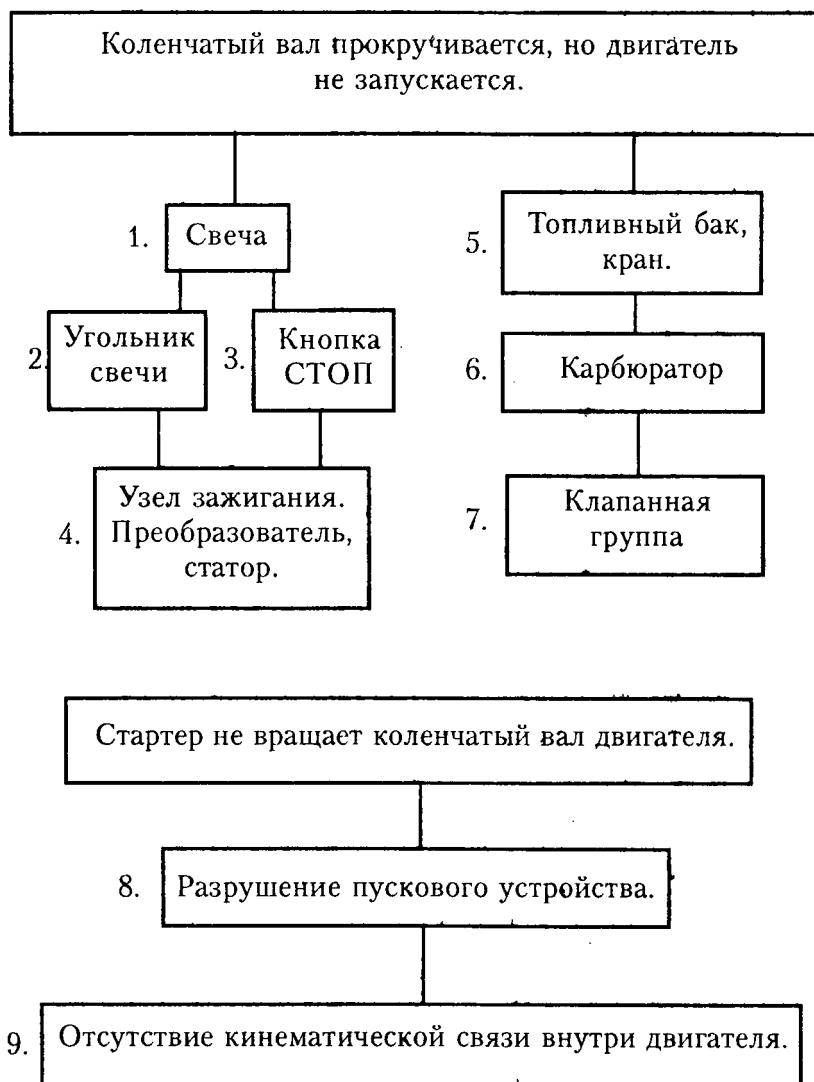 Коленчатый вал прокручивается, но двигатель
не запускается.
1. Свеча
2. Угольник
свечи
3. Кнопка
СТОП
4. Узел зажигания.
Преобразователь,
статор.
5. Топливный бак,
кран.
6. Карбюратор
7. Клапанная
группа
Стартер не вращает коленчатый вал двигателя.
8. Разрушение пускового устройства.
9. Отсутствие кинематической связи внутри двигателя.